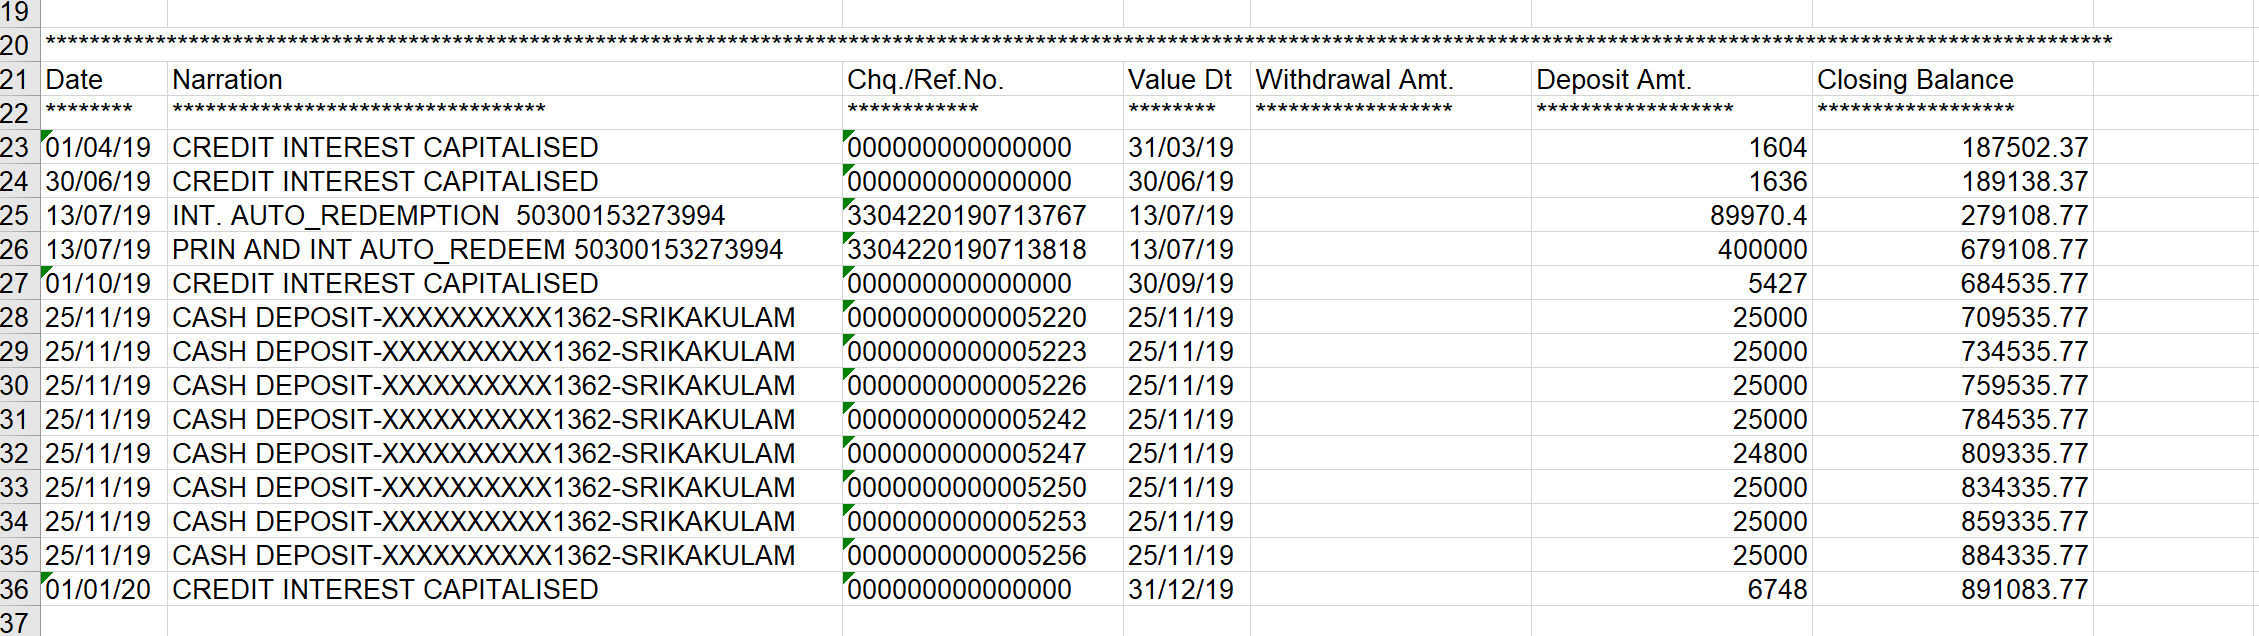 19
20 ********************************************************************************************************************************************************************************************
21 Date Narration Chq./Ref.No. Value Dt Withdrawal Amt. Deposit Amt. Closing Balance
22 ******** ********************************** ************ ******** ****************** ****************** ******************
23 01/04/19 CREDIT INTEREST CAPITALISED 000000000000000 31/03/19 1604 187502.37
24 30/06/19 CREDIT INTEREST CAPITALISED 000000000000000 30/06/19 1636 189138.37
25 13/07/19 INT. AUTO_REDEMPTION  50300153273994 3304220190713767 13/07/19 89970.4 279108.77
26 13/07/19 PRIN AND INT AUTO_REDEEM 50300153273994 3304220190713818 13/07/19 400000 679108.77
27 01/10/19 CREDIT INTEREST CAPITALISED 000000000000000 30/09/19 5427 684535.77
28 25/11/19 CASH DEPOSIT-XXXXXXXXXX1362-SRIKAKULAM 0000000000005220 25/11/19 25000 709535.77
29 25/11/19 CASH DEPOSIT-XXXXXXXXXX1362-SRIKAKULAM 0000000000005223 25/11/19 25000 734535.77
30 25/11/19 CASH DEPOSIT-XXXXXXXXXX1362-SRIKAKULAM 0000000000005226 25/11/19 25000 759535.77
31 25/11/19 CASH DEPOSIT-XXXXXXXXXX1362-SRIKAKULAM 0000000000005242 25/11/19 25000 784535.77
32 25/11/19 CASH DEPOSIT-XXXXXXXXXX1362-SRIKAKULAM 0000000000005247 25/11/19 24800 809335.77
33 25/11/19 CASH DEPOSIT-XXXXXXXXXX1362-SRIKAKULAM 0000000000005250 25/11/19 25000 834335.77
34 25/11/19 CASH DEPOSIT-XXXXXXXXXX1362-SRIKAKULAM 0000000000005253 25/11/19 25000 859335.77
35 25/11/19 CASH DEPOSIT-XXXXXXXXXX1362-SRIKAKULAM 0000000000005256 25/11/19 25000 884335.77
36 01/01/20 CREDIT INTEREST CAPITALISED 000000000000000 31/12/19 6748 891083.77
37